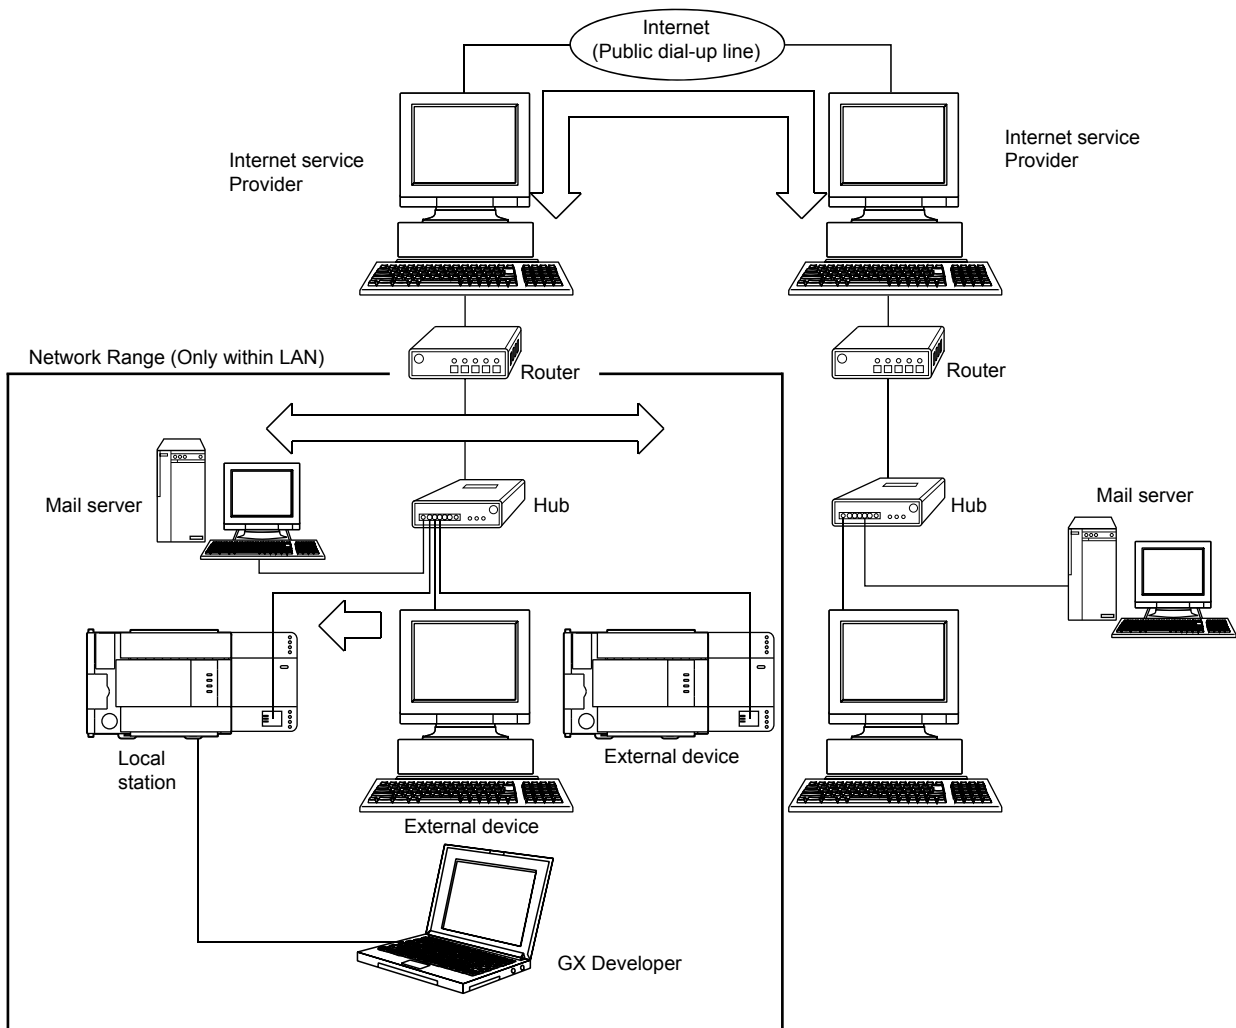 Internet
(Public dial-up line)
Internet service
Provider
Internet service
Provider
Network Range (Only within LAN)
Router
Router
Mail server
Hub
Hub
Mail server
Local
station
External device
External device
GX Developer